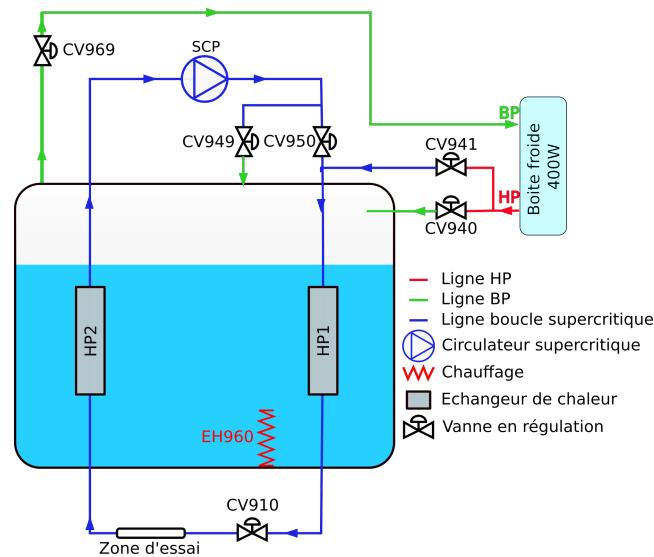 SCP
CV969
CV949
CV950
CV941
BP
HP
CV940
Boite froide
400W
HP2
HP1
EH960
CV910
Zone d'essai
Ligne HP
Ligne BP
Ligne boucle supercritique
Circulateur supercritique
Chauffage
Echangeur de chaleur
Vanne en régulation